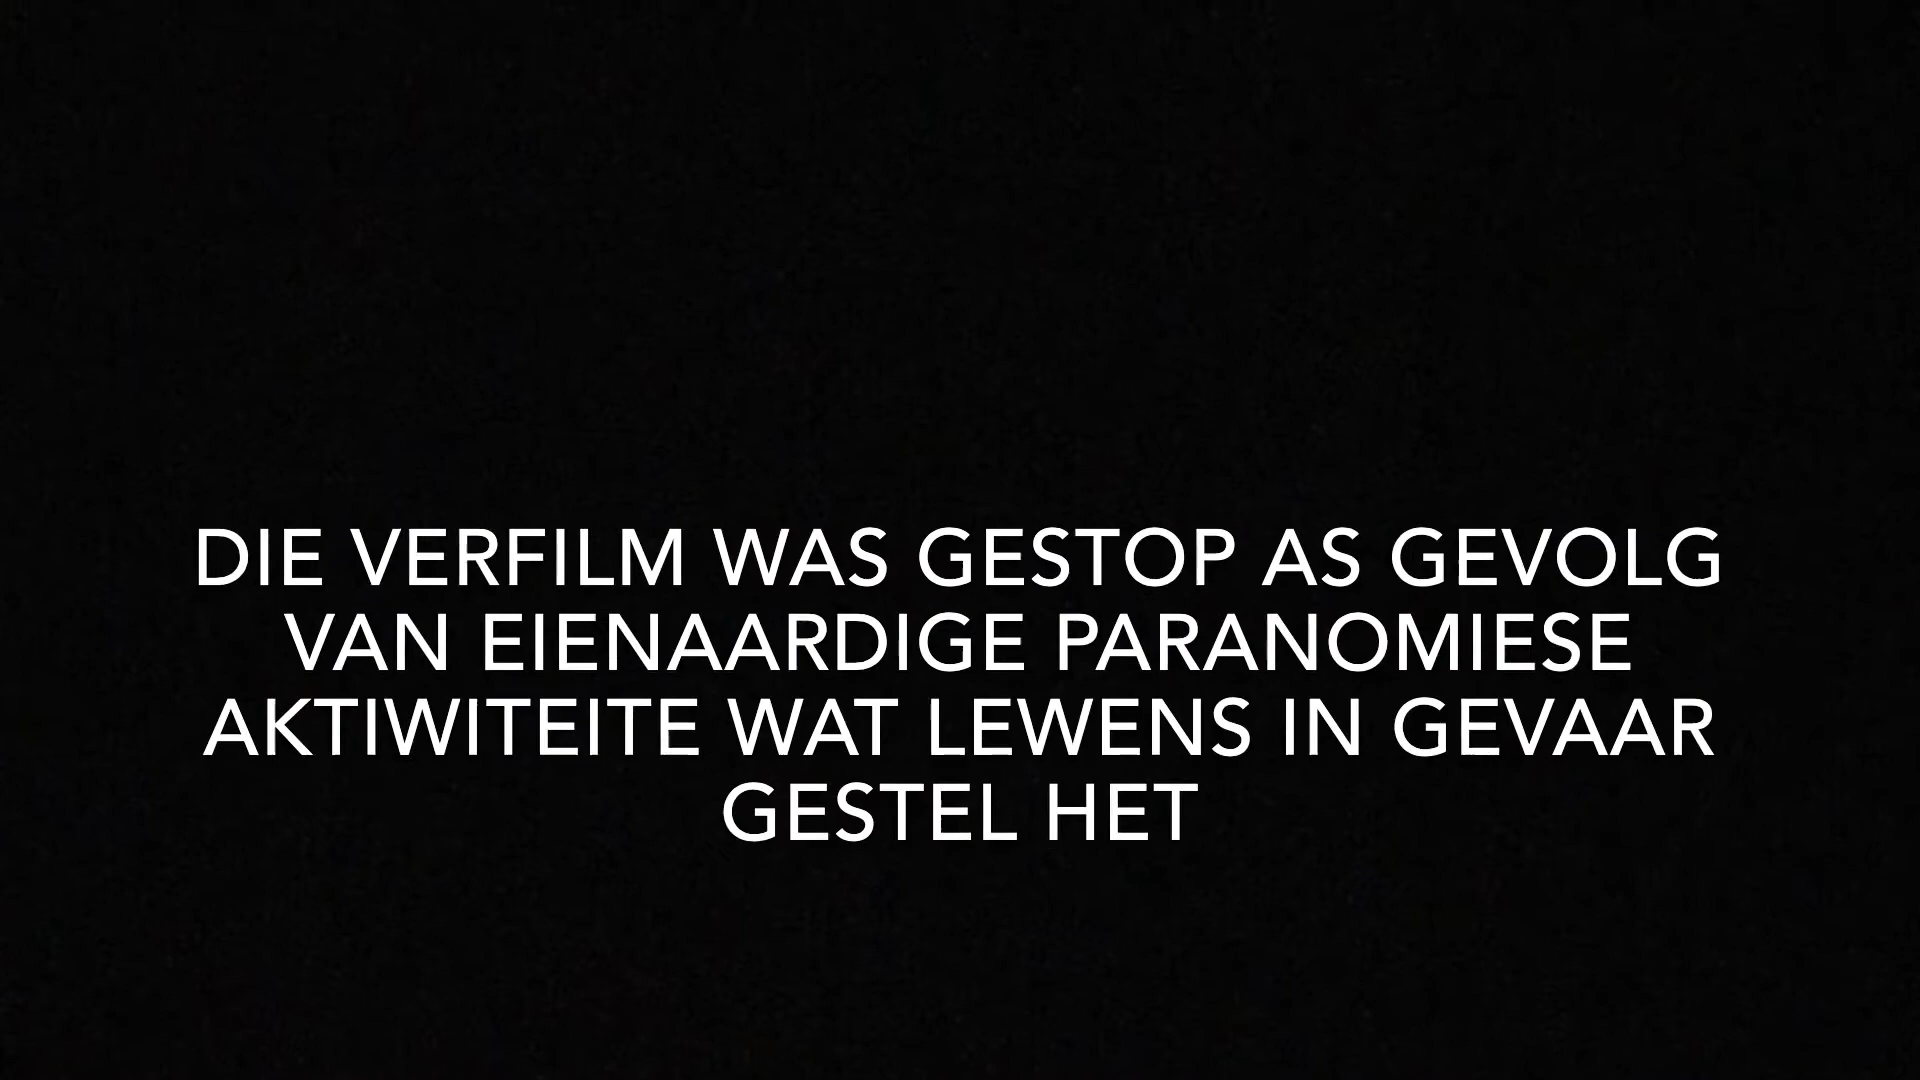 DIE VERFILM WAS GESTOP AS GEVOLG
VAN EIENAARDIGE PARANOMIESE
AKTIWITEITE WAT LEWENS IN GEVAAR
GESTEL HET